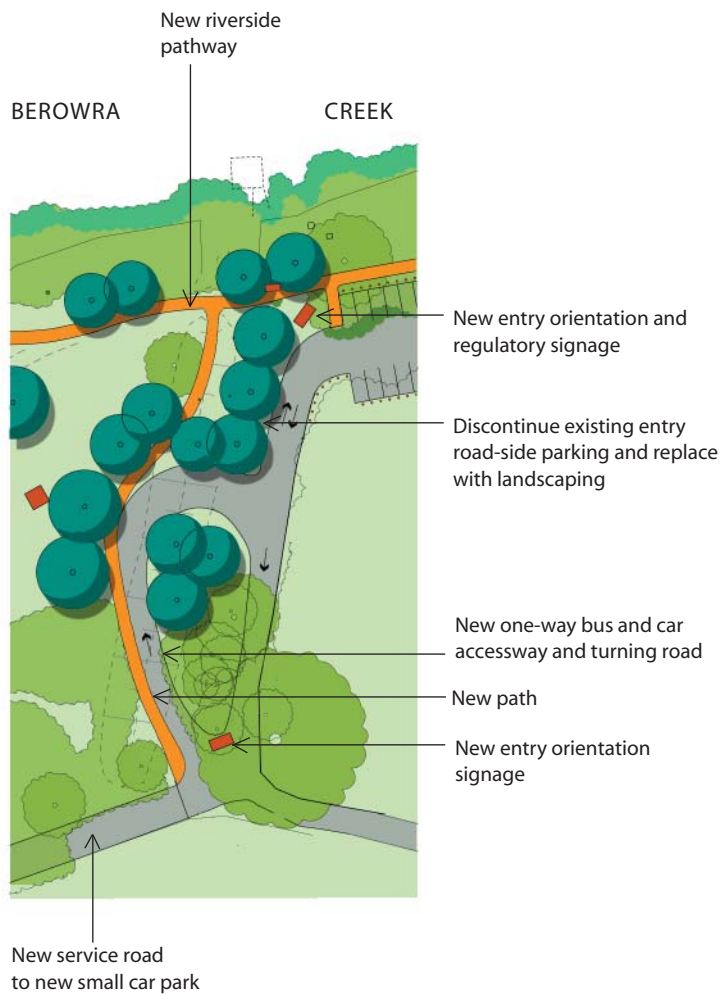 New riverside
pathway
BEROWRA
CREEK
New entry orientation and
regulatory signage
Discontinue existing entry
road-side parking and replace
with landscaping
New one-way bus and car
accessway and turning road
New path
New entry orientation
signage
New service road
to new small car park